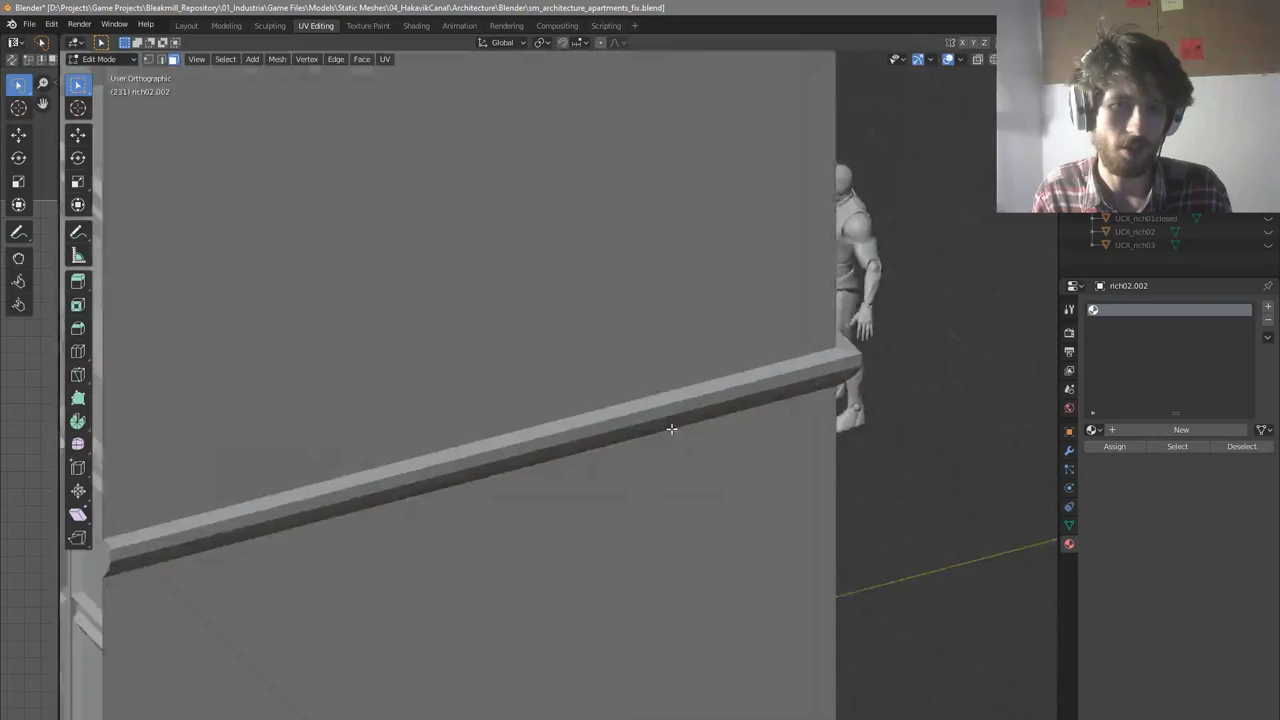 Blender* [D:\Projects\Game Projects\Bleakmill_Repository\01_Industria\Game Files\Models\Static Meshes\04_HakavikCanal\Architecture\Blender\sm_architecture_apartments_fix.blend]
File Edit Render Window Help Layout Modeling Sculpting UV Editing Texture Paint Shading Animation Rendering Compositing Scripting
Global X Y Z
Edit Mode View Select Add Mesh Vertex Edge Face UV
User Orthographic
(231) rich02.002
UCX_rich01closed
UCX_rich02
UCX_rich03
rich02.002
New
Assign Select Deselect